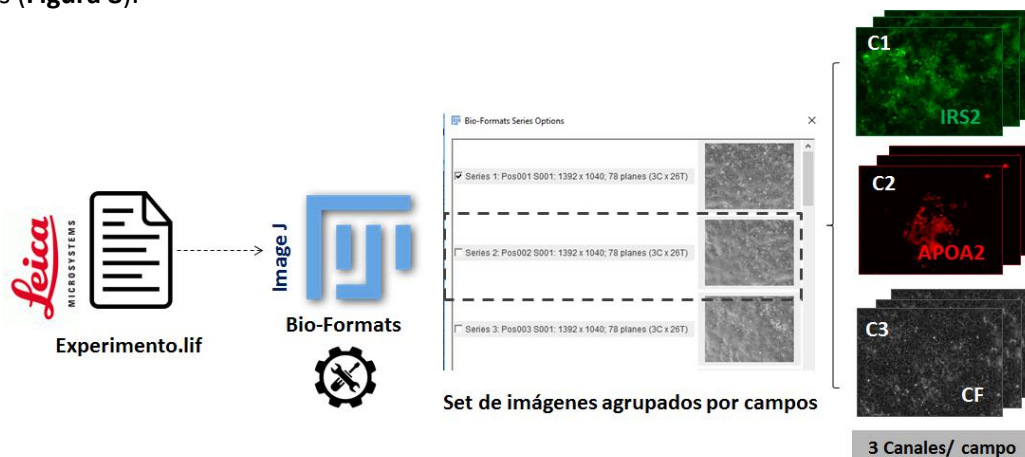 s (Figura 8).
Leica
MICROSYSTEMS
Experimento.lif
Image J
Bio-Formats
Bio-Formats Series Options
Series 1: Pos001 S001: 1392 x 1040; 78 planes (3C x 26T)
Series 2: Pos002 S001: 1392 x 1040; 78 planes (3C x 26T)
Series 3: Pos003 S001: 1392 x 1040; 78 planes (3C x 26T)
Set de imágenes agrupados por campos
C1
IRS2
C2
APOA2
C3
CF
3 Canales/ campo